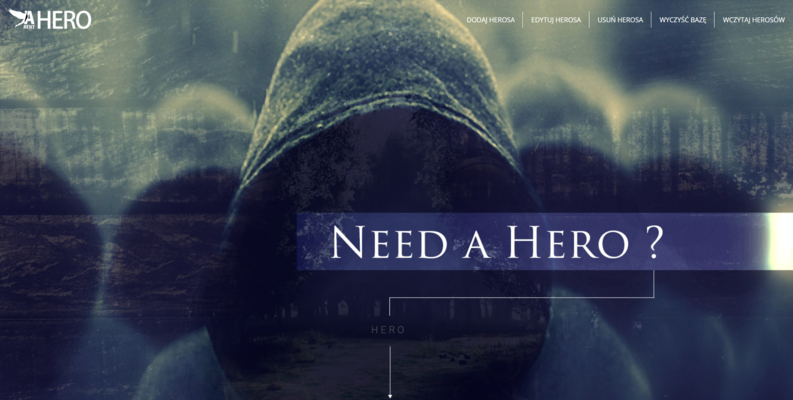 RENT A HERO
DODAJ HEROSA EDYTUJ HEROSA USUŃ HEROSA WYCZYŚĆ BAZĘ WCZYTAJ HEROSÓW
NEED A HERO ?
HERO